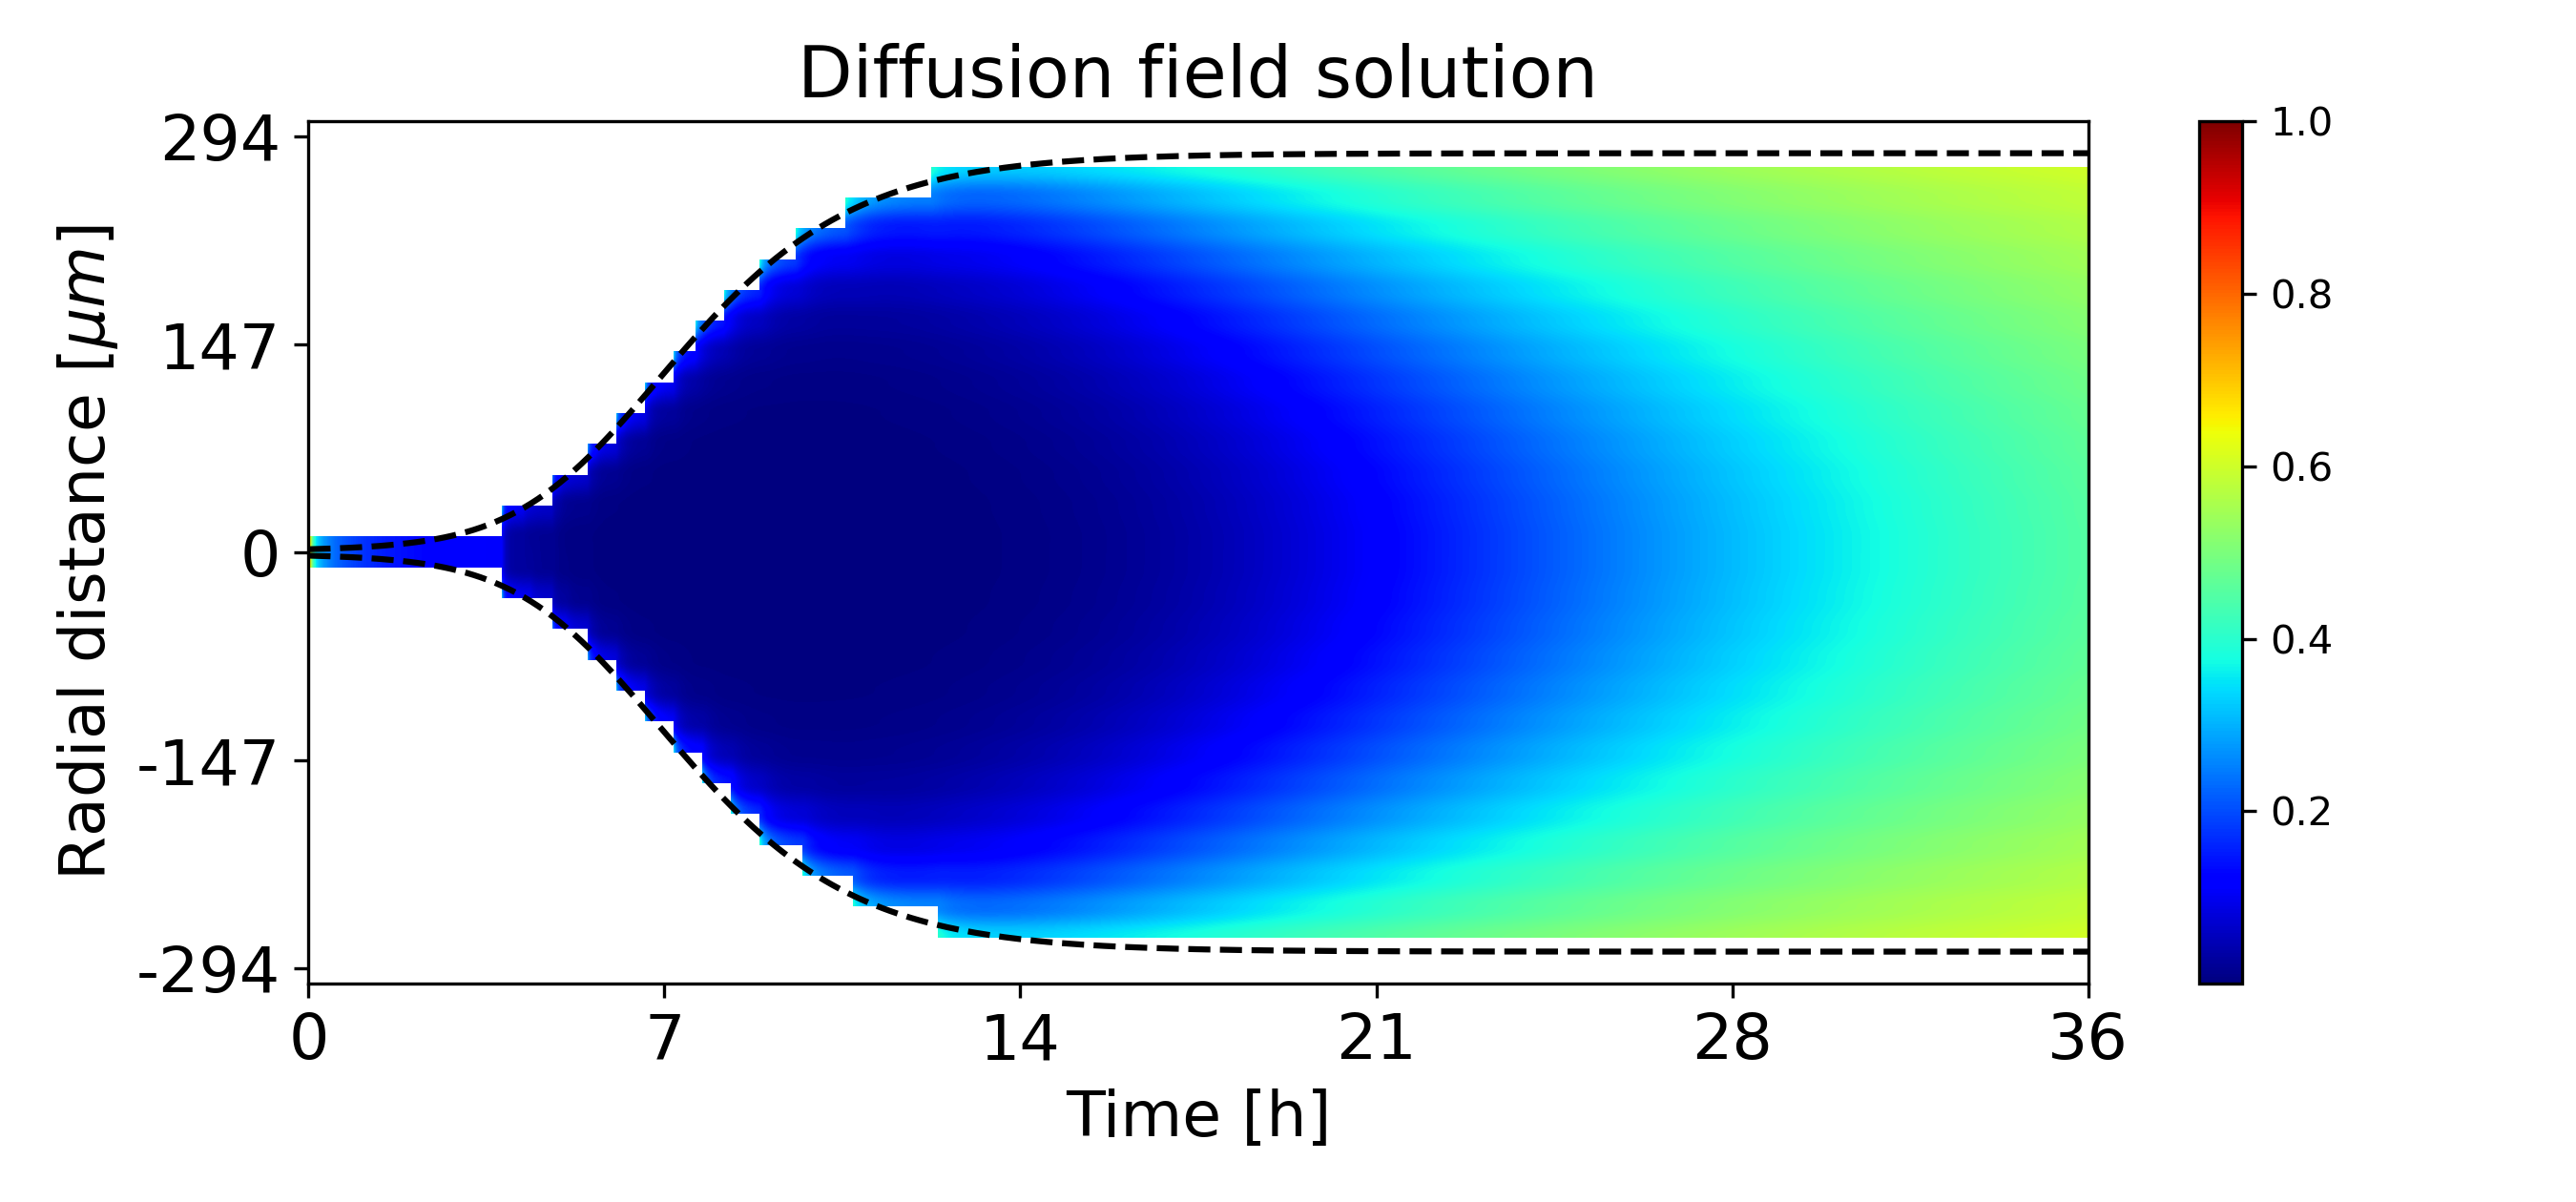 Diffusion field solution
Radial distance [μm]
294
147
0
-147
-294
0 7 14 21 28 36
Time [h]
1.0
0.8
0.6
0.4
0.2